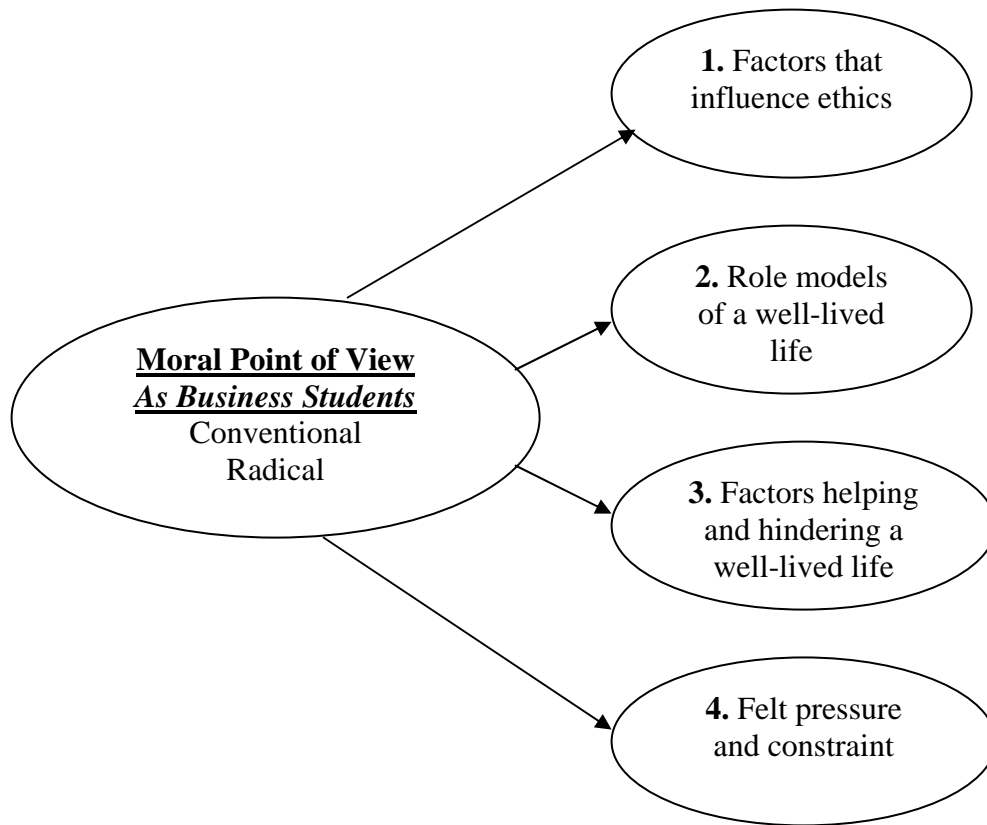 1. Factors that
influence ethics
2. Role models
of a well-lived
life
Moral Point of View
As Business Students
Conventional
Radical
3. Factors helping
and hindering a
well-lived life
4. Felt pressure
and constraint